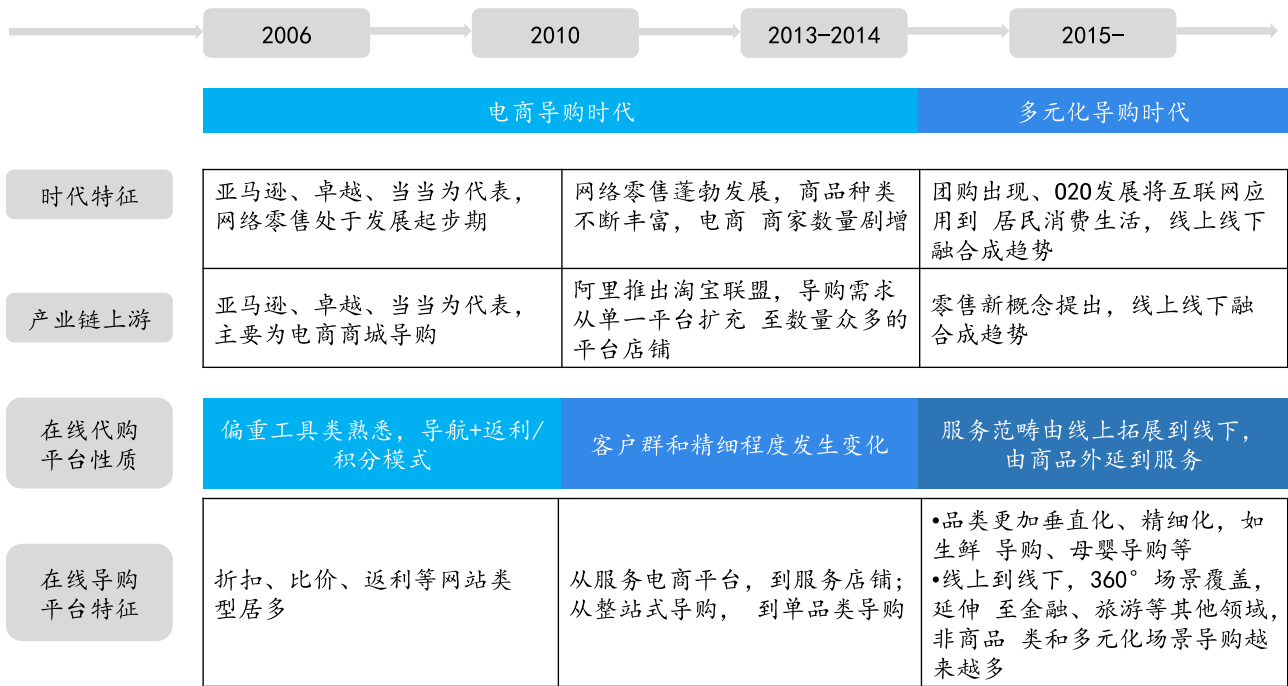 2006
2010
2013-2014
2015-
电商导购时代
多元化导购时代
时代特征
亚马逊、卓越、当当为代表，
网络零售处于发展起步期
网络零售蓬勃发展，商品种类
不断丰富，电商 商家数量剧增
团购出现、O2O发展将互联网应
用到 居民消费生活，线上线下
融合成趋势
产业链上游
亚马逊、卓越、当当为代表，
主要为电商商城导购
阿里推出淘宝联盟，导购需求
从单一平台扩充 至数量众多的
平台店铺
零售新概念提出，线上线下融
合成趋势
在线代购
平台性质
偏重工具类熟悉，导航+返利/
积分模式
客户群和精细程度发生变化
服务范畴由线上拓展到线下，
由商品外延到服务
在线导购
平台特征
折扣、比价、返利等网站类
型居多
从服务电商平台，到服务店铺；
从整站式导购， 到单品类导购
•品类更加垂直化、精细化，如
生鲜 导购、母婴导购等
•线上到线下，360°场景覆盖，
延伸 至金融、旅游等其他领域，
非商品 类和多元化场景导购越
来越多